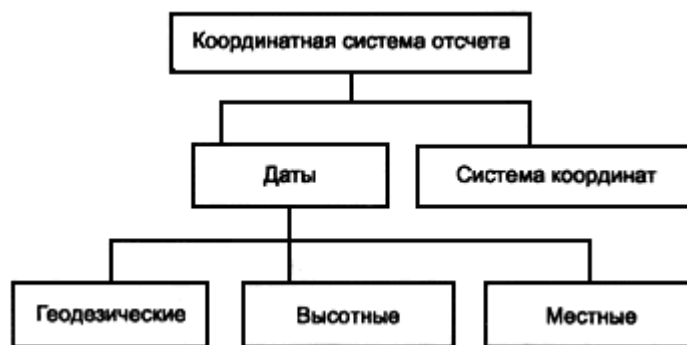 Координатная система отсчета
Даты
Система координат
Геодезические
Высотные
Местные